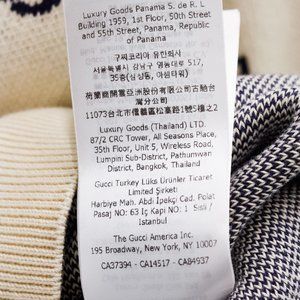 Luxury Goods Panama S. de R. L
Building 1959, 1st Floor, 50th Street
and 55th Street, Panama, Republic
of Panama
구찌코리아 유한회사
서울특별시 강남구 영동대로 517,
35층(삼성동, 아셈타워)
荷蘭商開雲亞洲股份有限公司台
灣分公司
11073台北市信義區松高路1號樓之2
Luxury Goods (Thailand) LTD.
87/2 CRC Tower, All Seasons Place,
35th Floor, Unit 5, Wireless Road,
Lumpini Sub-District, Pathumwan
District, Bangkok, Thailand
Gucci Turkey Lüks Ürünler Ticaret
Limited Şirketi
Harbiye Mah. Abdi İpekçi Cad. Polat
Palas NO: 63 İç Kapı NO: 1 Şişli /
Istanbul
The Gucci America Inc.
195 Broadway, New York, NY 10007
CA37394 - CA14517 - CA84937